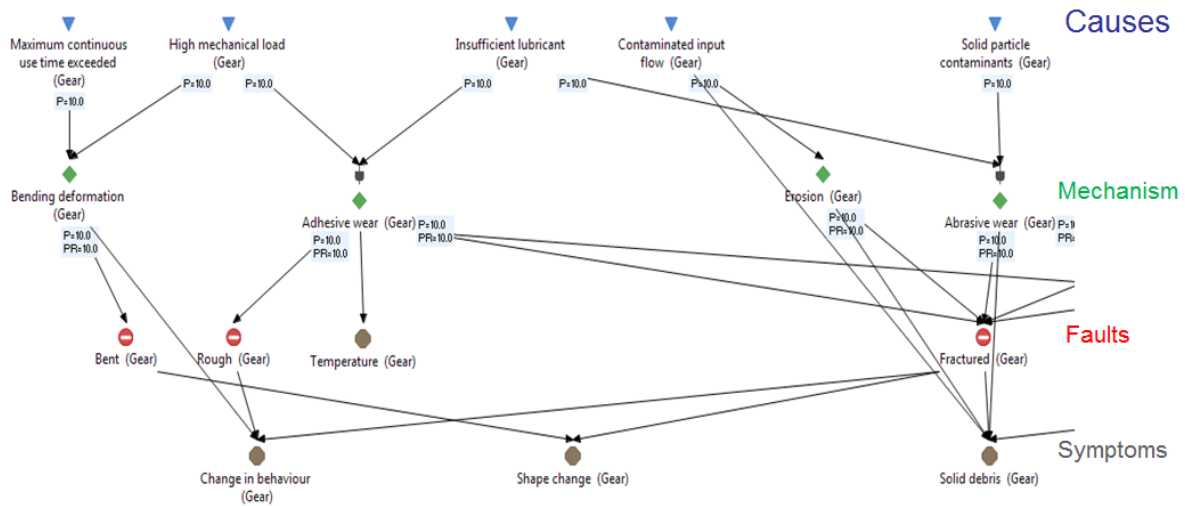 Causes
Maximum continuous
use time exceeded
(Gear)
High mechanical load
(Gear)
Insufficient lubricant
(Gear)
Contaminated input
flow (Gear)
Solid particle
contaminants (Gear)
P=10.0
P=10.0
P=10.0
P=10.0
P=10.0
P=10.0
P=10.0
Mechanism
Bending deformation
(Gear)
Adhesive wear (Gear)
Erosion (Gear)
Abrasive wear (Gear)
P=10.0
PR=10.0
P=10.0
PR=10.0
P=10.0
PR=10.0
P=10.0
PR=10.0
P=10.0
PR=10.0
Faults
Bent (Gear)
Rough (Gear)
Temperature (Gear)
Fractured (Gear)
Symptoms
Change in behaviour
(Gear)
Shape change (Gear)
Solid debris (Gear)